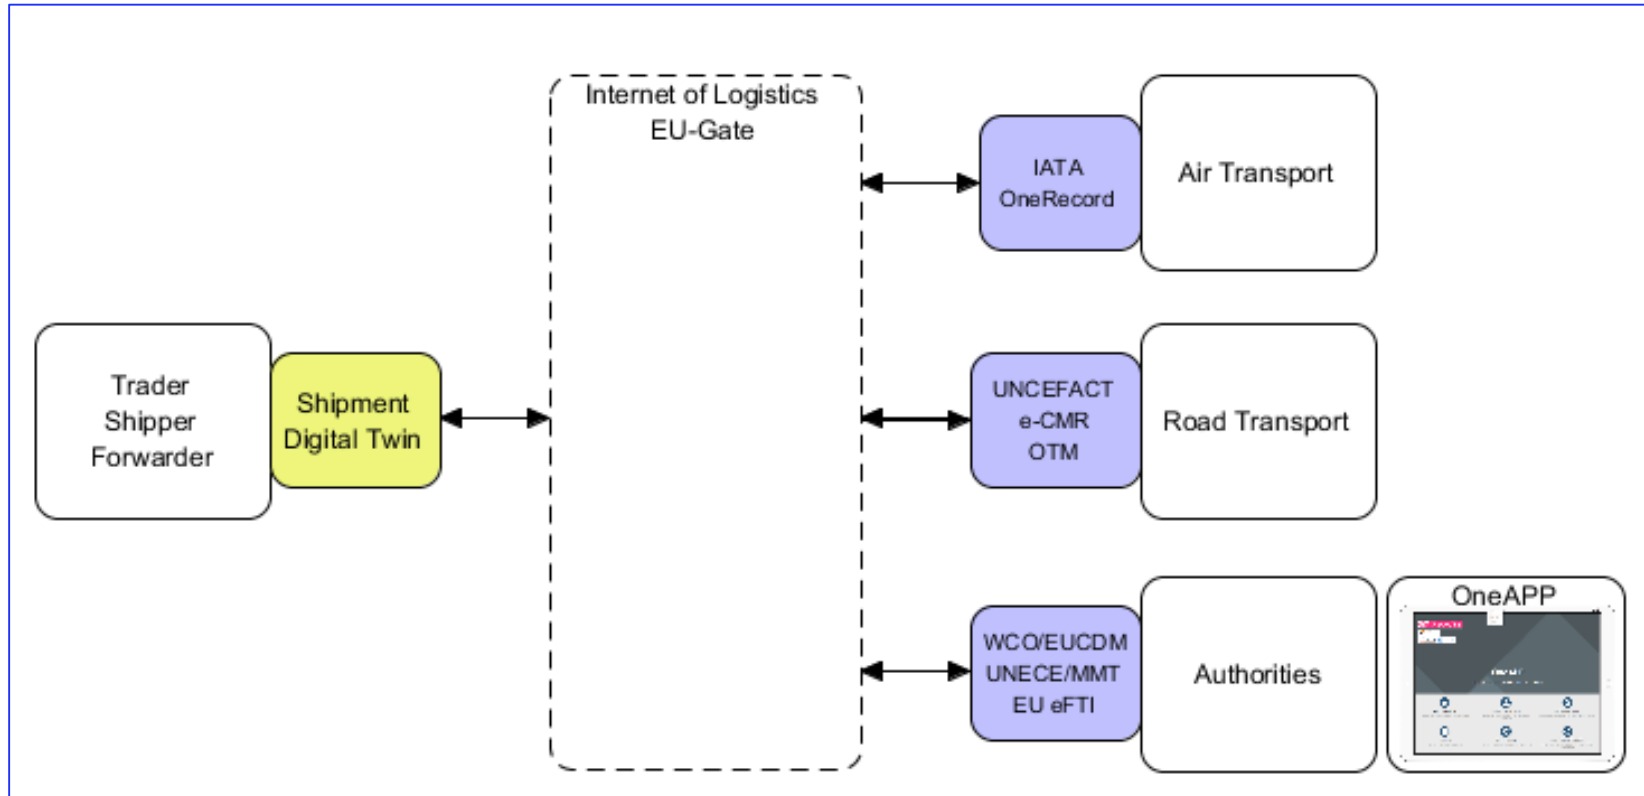 Internet of Logistics
EU-Gate
IATA
OneRecord
Air Transport
Trader
Shipper
Forwarder
Shipment
Digital Twin
UNCEFACT
e-CMR
OTM
Road Transport
WCO/EUCDM
UNECE/MMT
EU eFTI
Authorities
OneAPP